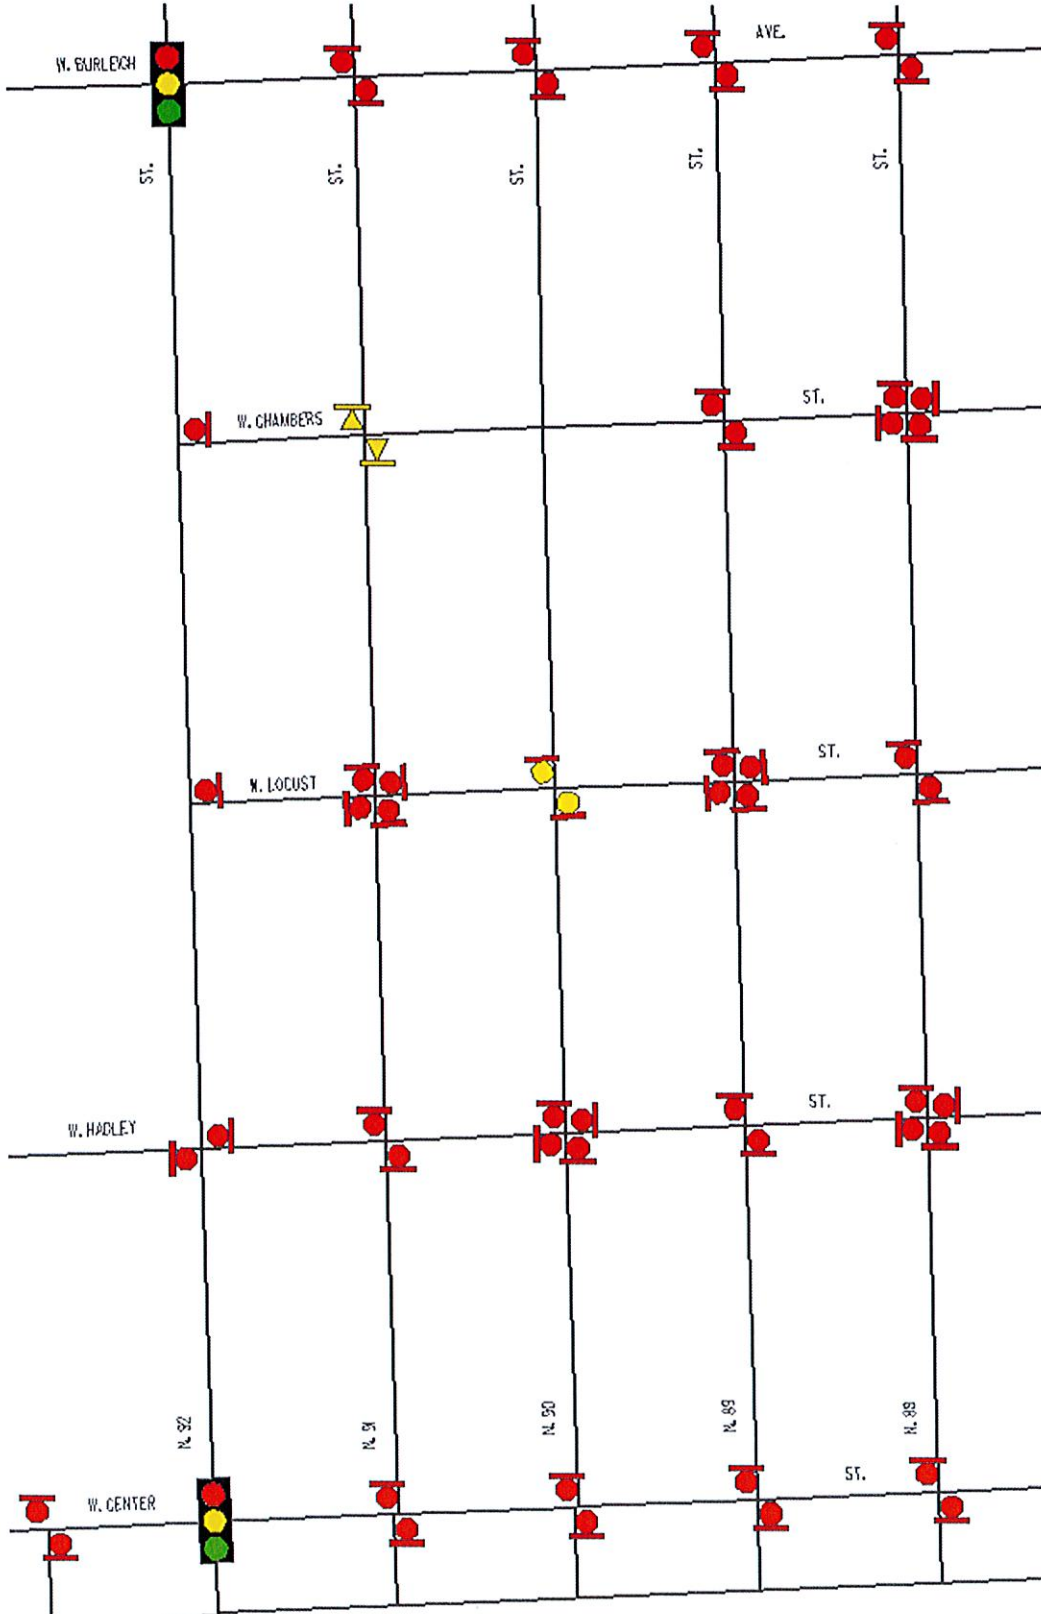 AVE.
W. BURLEIGH
ST.
ST.
ST.
ST.
ST.
W. CHAMBERS
ST.
W. LOCUST
ST.
W. HADLEY
ST.
N. 92
N. 91
N. 90
N. 89
N. 88
W. CENTER
ST.